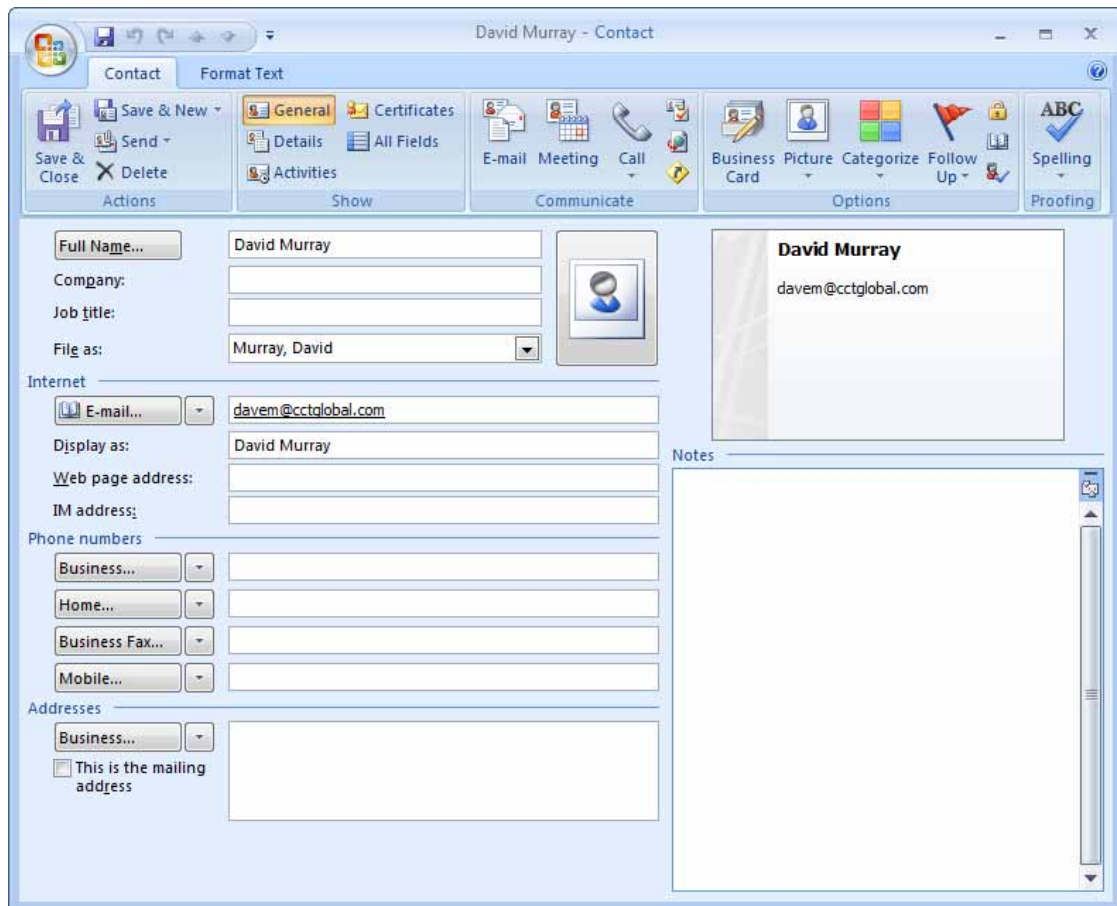 David Murray - Contact
Contact Format Text
Save & Close
Save & New
Send
Delete
Actions
General
Details
Activities
Certificates
All Fields
Show
E-mail
Meeting
Call
Communicate
Business Card
Picture
Categorize
Follow Up
Options
ABC
Spelling
Proofing
Full Name... David Murray
Company:
Job title:
File as: Murray, David
Internet
E-mail... davem@cctglobal.com
Display as: David Murray
Web page address:
IM address:
Phone numbers
Business...
Home...
Business Fax...
Mobile...
Addresses
Business...
This is the mailing
address
David Murray
davem@cctglobal.com
Notes